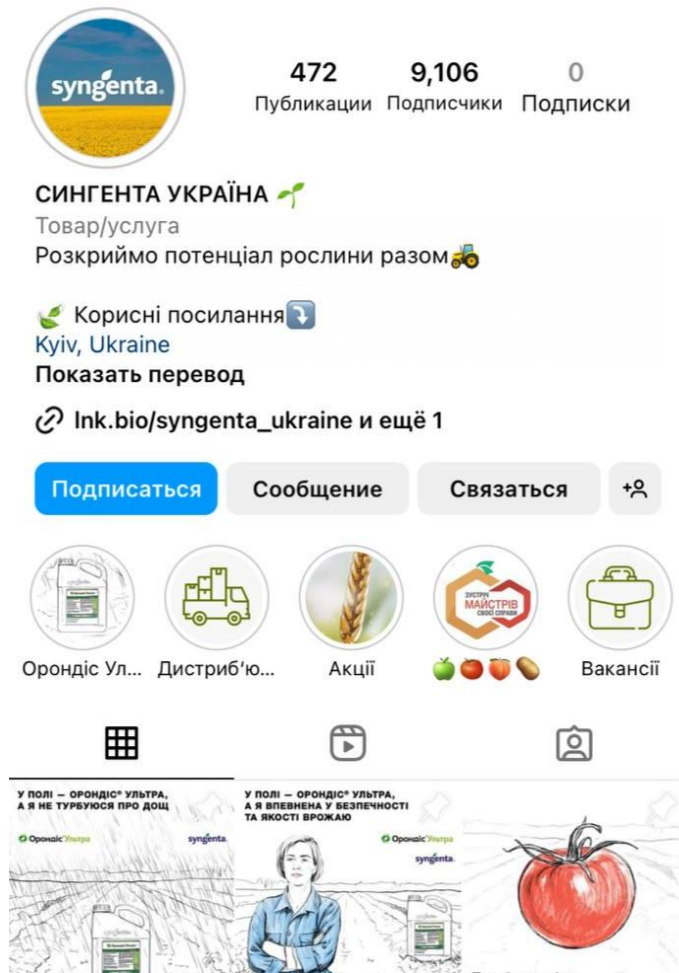 syngenta.
472 9,106 0
Публикации Подписчики Подписки
СИНГЕНТА УКРАЇНА
Товар/услуга
Розкриймо потенціал рослини разом
Корисні посилання
Kyiv, Ukraine
Показать перевод
lnk.bio/syngenta_ukraine и ещё 1
Подписаться Сообщение Связаться
ЗУСТРІЧ
МАЙСТРІВ
СВОЄЇ СПРАВИ
Орондіс Ул... Дистриб‘ю... Акції Вакансії
У ПОЛІ – ОРОНДІС® УЛЬТРА,
А Я НЕ ТУРБУЮСЯ ПРО ДОЩ
Орондіс Ультра syngenta.
У ПОЛІ – ОРОНДІС® УЛЬТРА,
А Я ВПЕВНЕНА У БЕЗПЕЧНОСТІ
ТА ЯКОСТІ ВРОЖАЮ
Орондіс Ультра
syngenta.